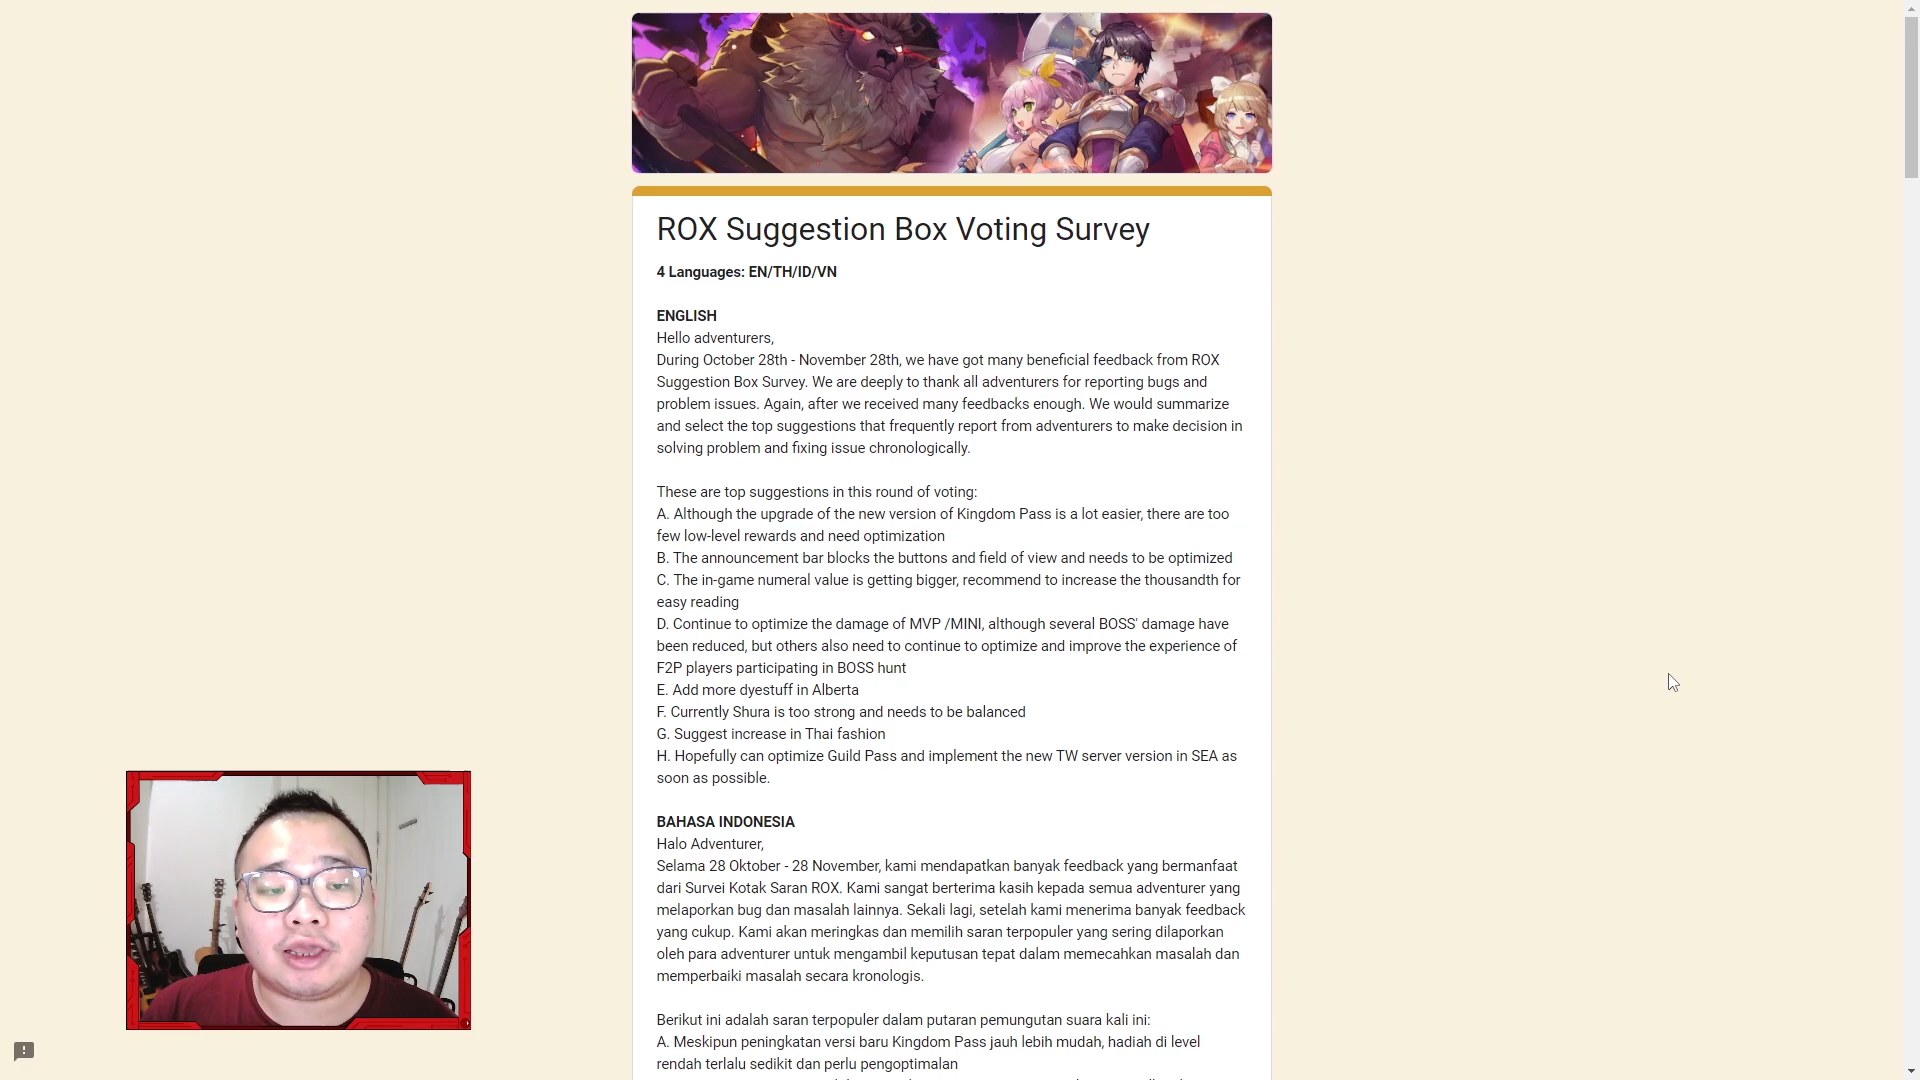 ROX Suggestion Box Voting Survey
4 Languages: EN/TH/ID/VN
ENGLISH
Hello adventurers,
During October 28th - November 28th, we have got many beneficial feedback from ROX
Suggestion Box Survey. We are deeply to thank all adventurers for reporting bugs and
problem issues. Again, after we received many feedbacks enough. We would summarize
and select the top suggestions that frequently report from adventurers to make decision in
solving problem and fixing issue chronologically.
These are top suggestions in this round of voting:
A. Although the upgrade of the new version of Kingdom Pass is a lot easier, there are too
few low-level rewards and need optimization
B. The announcement bar blocks the buttons and field of view and needs to be optimized
C. The in-game numeral value is getting bigger, recommend to increase the thousandth for
easy reading
D. Continue to optimize the damage of MVP /MINI, although several BOSS' damage have
been reduced, but others also need to continue to optimize and improve the experience of
F2P players participating in BOSS hunt
E. Add more dyestuff in Alberta
F. Currently Shura is too strong and needs to be balanced
G. Suggest increase in Thai fashion
H. Hopefully can optimize Guild Pass and implement the new TW server version in SEA as
soon as possible.
BAHASA INDONESIA
Halo Adventurer,
Selama 28 Oktober - 28 November, kami mendapatkan banyak feedback yang bermanfaat
dari Survei Kotak Saran ROX. Kami sangat berterima kasih kepada semua adventurer yang
melaporkan bug dan masalah lainnya. Sekali lagi, setelah kami menerima banyak feedback
yang cukup. Kami akan meringkas dan memilih saran terpopuler yang sering dilaporkan
oleh para adventurer untuk mengambil keputusan tepat dalam memecahkan masalah dan
memperbaiki masalah secara kronologis.
Berikut ini adalah saran terpopuler dalam putaran pemungutan suara kali ini:
A. Meskipun peningkatan versi baru Kingdom Pass jauh lebih mudah, hadiah di level
rendah terlalu sedikit dan perlu pengoptimalan